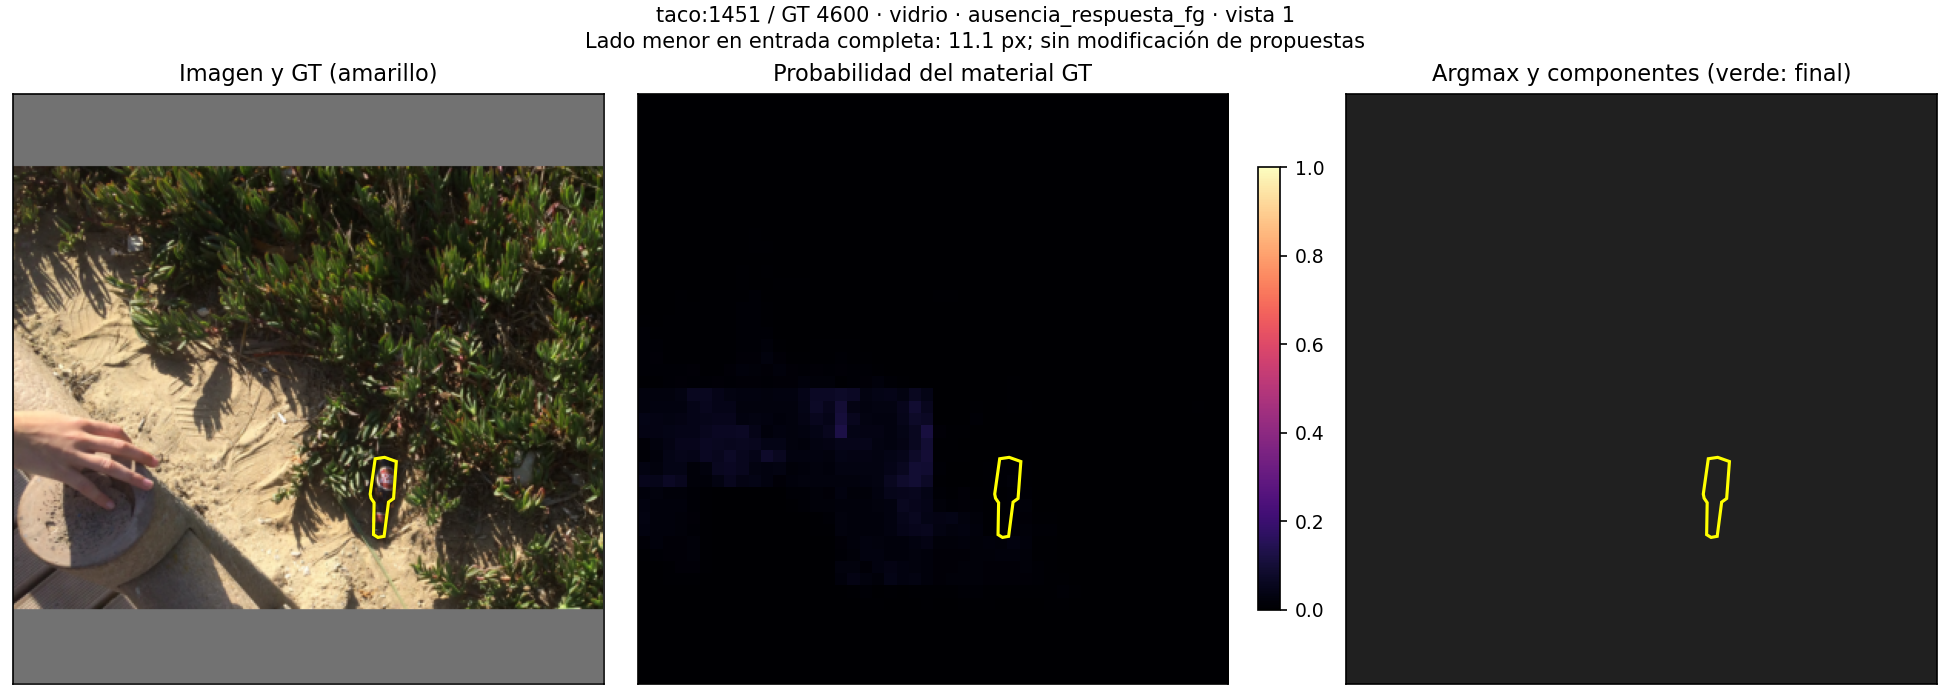 taco:1451 / GT 4600 · vidrio · ausencia_respuesta_fg · vista 1
Lado menor en entrada completa: 11.1 px; sin modificación de propuestas
Imagen y GT (amarillo)
Probabilidad del material GT
Argmax y componentes (verde: final)
1.0
0.8
0.6
0.4
0.2
0.0